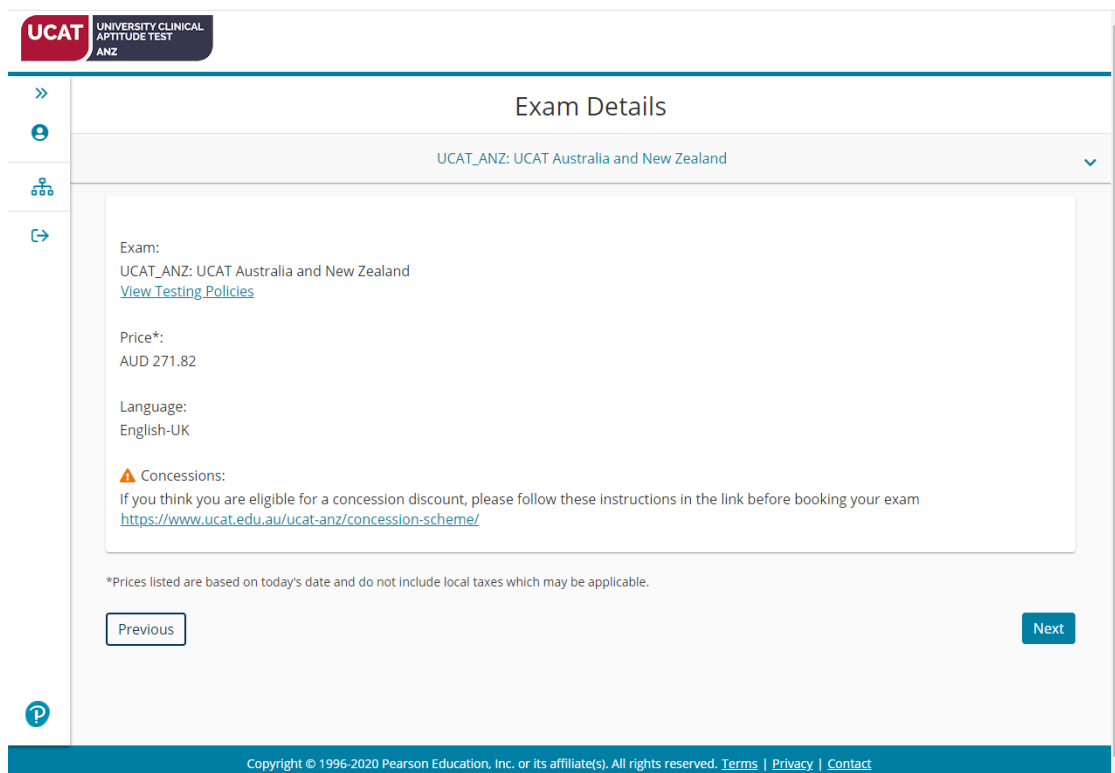 UCAT
UNIVERSITY CLINICAL
APTITUDE TEST
ANZ
Exam Details
UCAT_ANZ: UCAT Australia and New Zealand
Exam:
UCAT_ANZ: UCAT Australia and New Zealand
View Testing Policies
Price*:
AUD 271.82
Language:
English-UK
Concessions:
If you think you are eligible for a concession discount, please follow these instructions in the link before booking your exam
https://www.ucat.edu.au/ucat-anz/concession-scheme/
*Prices listed are based on today's date and do not include local taxes which may be applicable.
Previous
Next
Copyright © 1996-2020 Pearson Education, Inc. or its affiliate(s). All rights reserved. Terms | Privacy | Contact